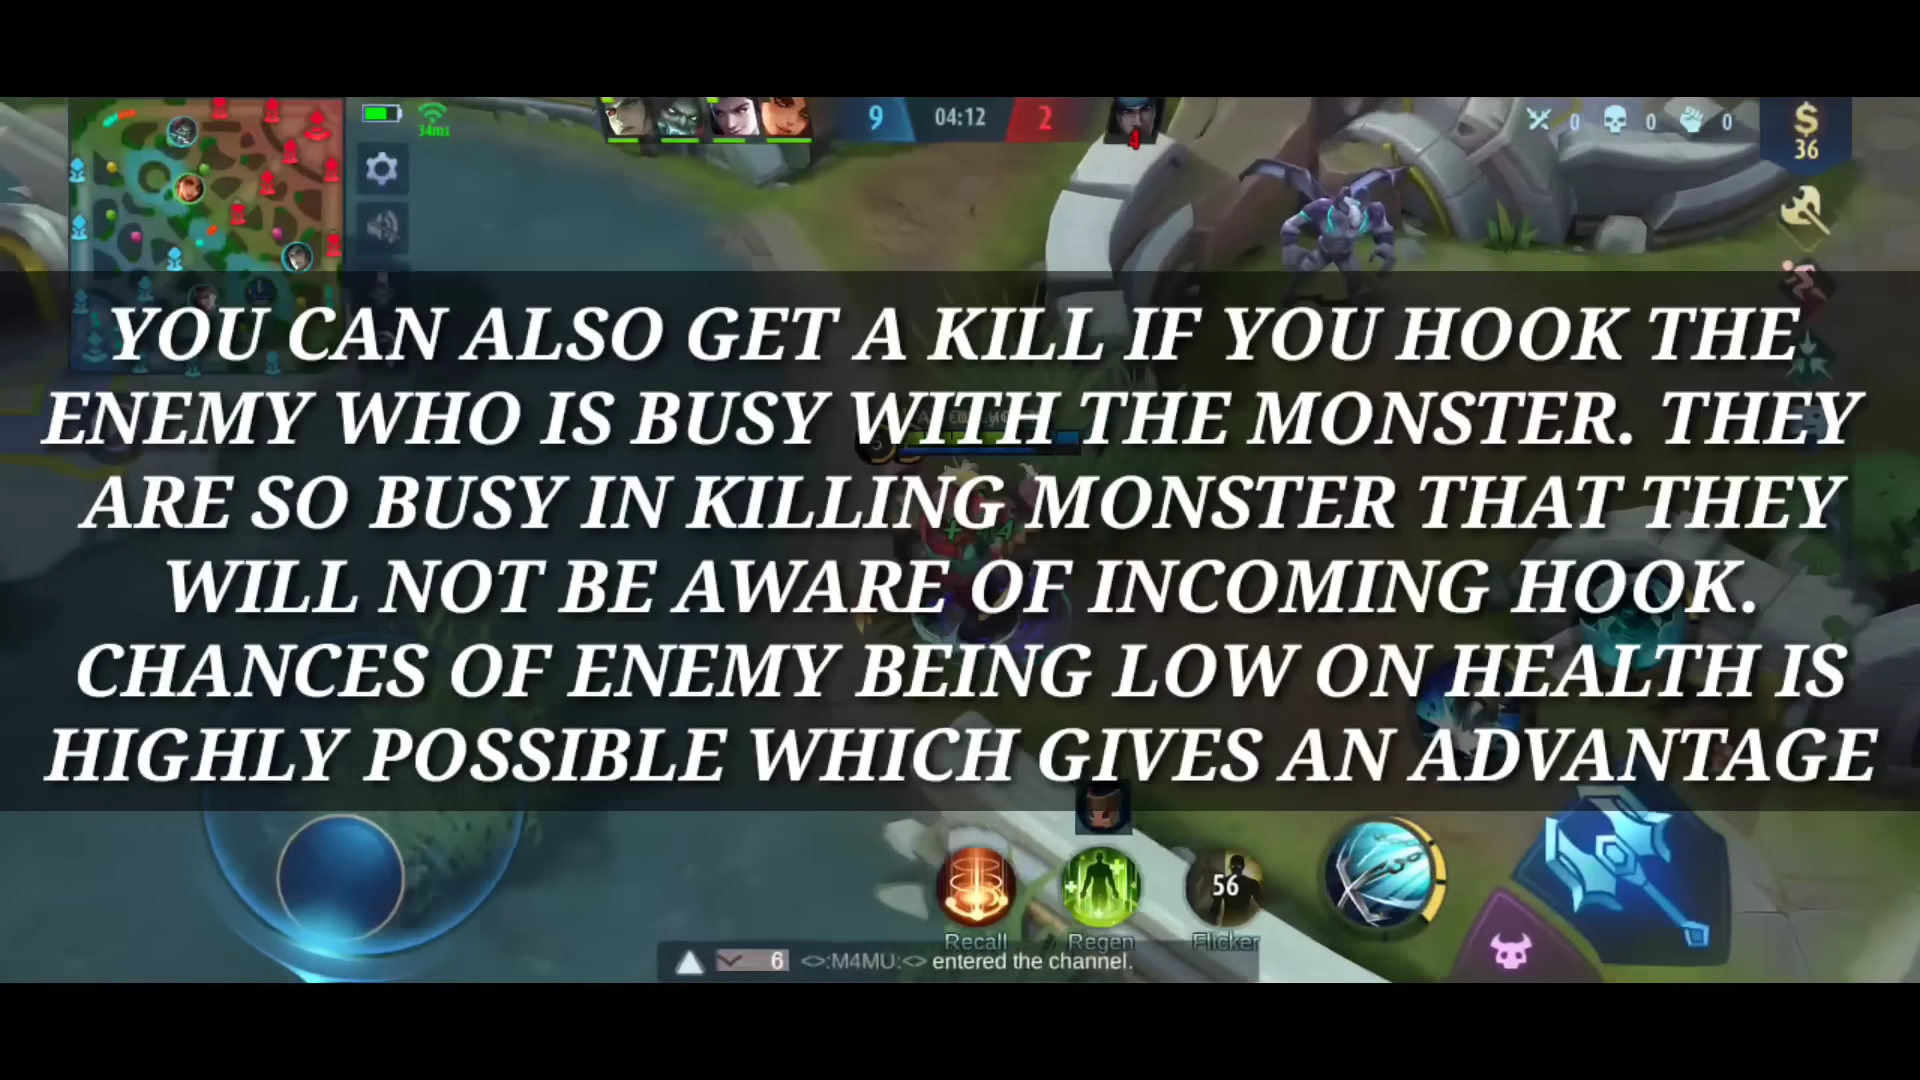 34ms
9 04:12 2
4
0 0 0
$
36
YOU CAN ALSO GET A KILL IF YOU HOOK THE
ENEMY WHO IS BUSY WITH THE MONSTER. THEY
ARE SO BUSY IN KILLING MONSTER THAT THEY
WILL NOT BE AWARE OF INCOMING HOOK.
CHANCES OF ENEMY BEING LOW ON HEALTH IS
HIGHLY POSSIBLE WHICH GIVES AN ADVANTAGE
56
Recall Regen Flicker
6 <>:M4MU:<> entered the channel.